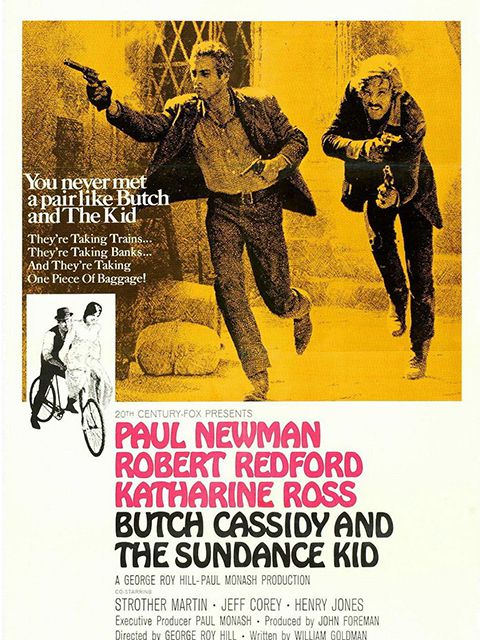 You never met
a pair like Butch
and The Kid
They're Taking Trains...
They're Taking Banks...
And They're Taking
One Piece Of Baggage!
20TH CENTURY-FOX PRESENTS
PAUL NEWMAN
ROBERT REDFORD
KATHARINE ROSS
BUTCH CASSIDY AND
THE SUNDANCE KID
A GEORGE ROY HILL-PAUL MONASH PRODUCTION
CO-STARRING
STROTHER MARTIN · JEFF COREY · HENRY JONES
Executive Producer PAUL MONASH · Produced by JOHN FOREMAN
Directed by GEORGE ROY HILL · Written by WILLIAM GOLDMAN